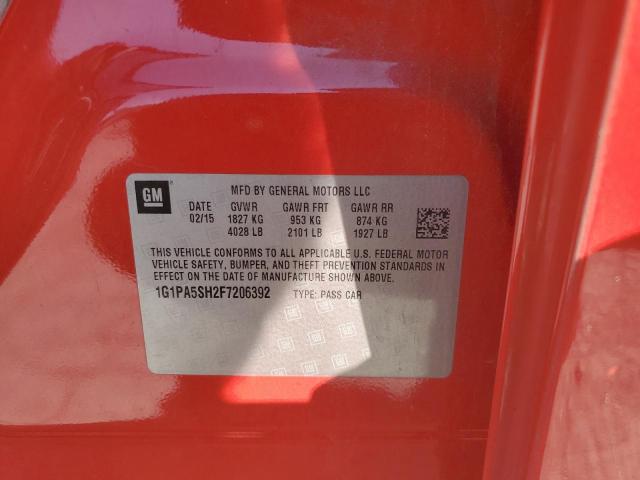 GM
MFD BY GENERAL MOTORS LLC
DATE GVWR GAWR FRT GAWR RR
02/15 1827 KG 953 KG 874 KG
4028 LB 2101 LB 1927 LB
THIS VEHICLE CONFORMS TO ALL APPLICABLE U.S. FEDERAL MOTOR
VEHICLE SAFETY, BUMPER, AND THEFT PREVENTION STANDARDS IN
EFFECT ON THE DATE OF MANUFACTURE SHOWN ABOVE.
1G1PA5SH2F7206392 TYPE: PASS CAR